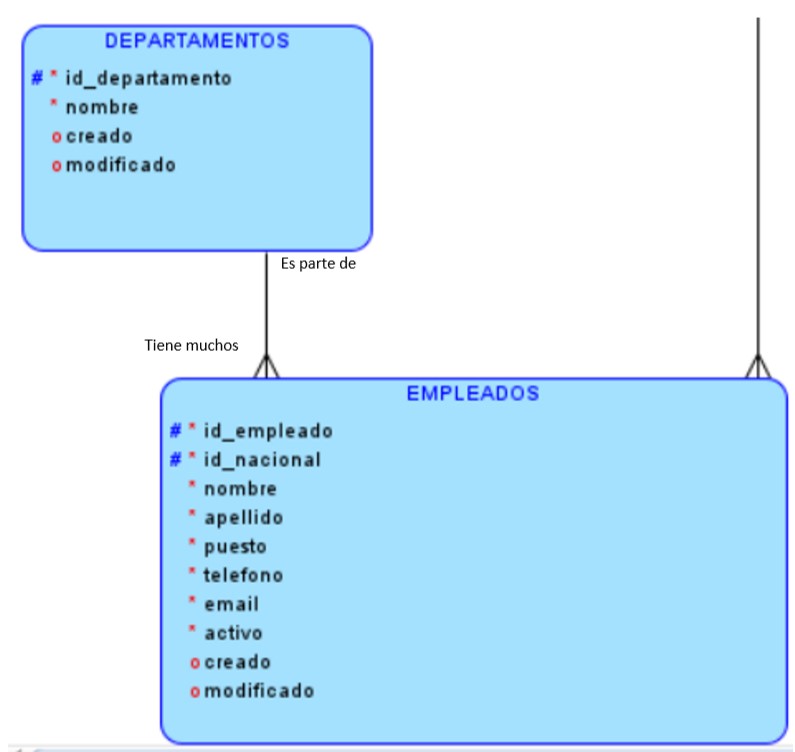 DEPARTAMENTOS
# * id_departamento
* nombre
o creado
o modificado
Es parte de
Tiene muchos
EMPLEADOS
# * id_empleado
# * id_nacional
* nombre
* apellido
* puesto
* telefono
* email
* activo
o creado
o modificado